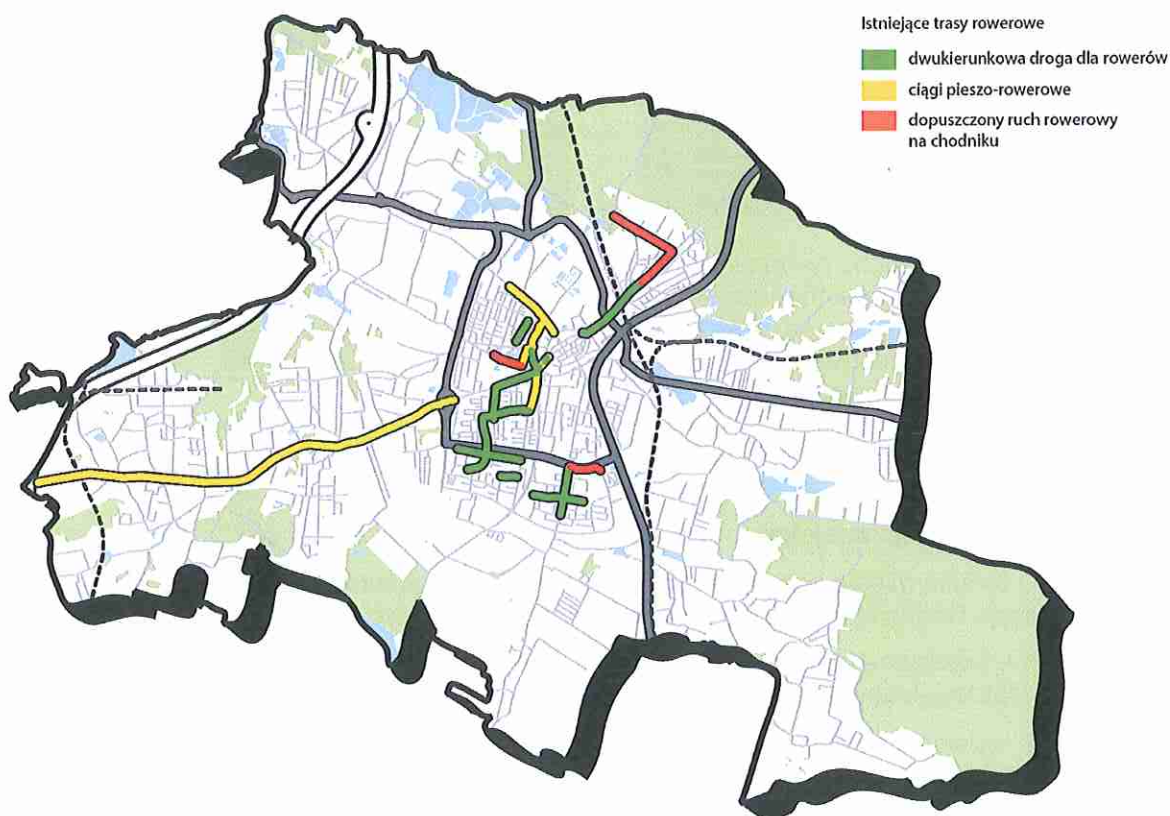 Istniejące trasy rowerowe
dwukierunkowa droga dla rowerów
ciągi pieszo-rowerowe
dopuszczony ruch rowerowy
na chodniku